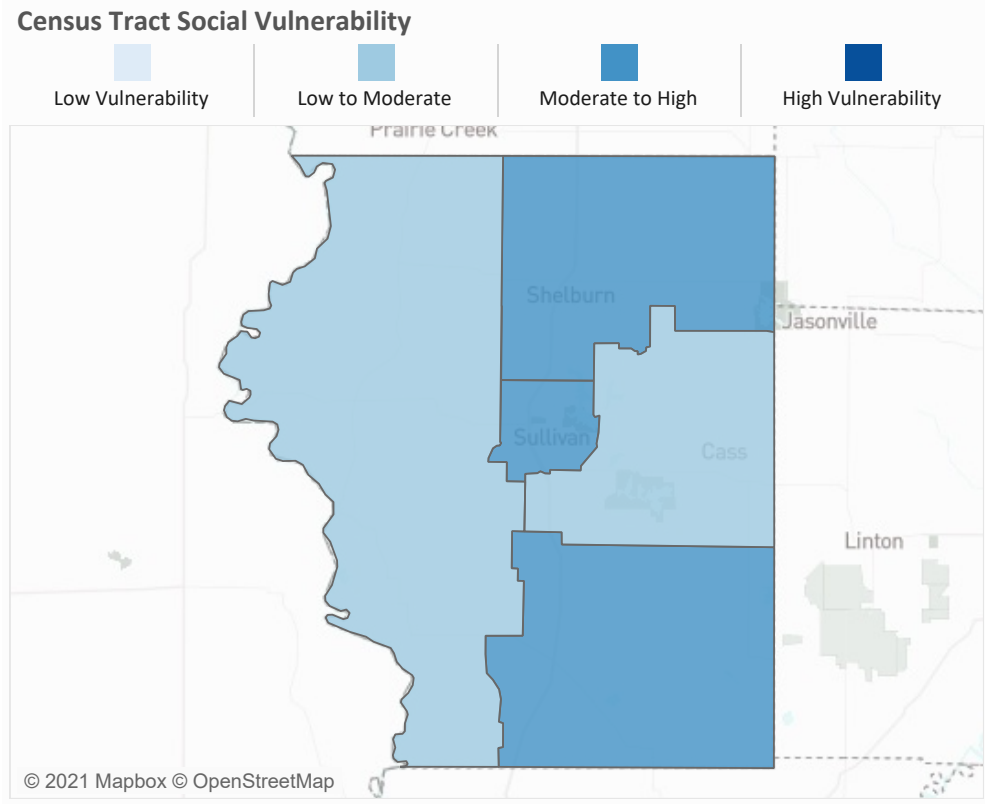 Census Tract Social Vulnerability
Low Vulnerability
Low to Moderate
Moderate to High
High Vulnerability
Prairie Creek
Shelburn
Jasonville
Sullivan
Cass
Linton
© 2021 Mapbox © OpenStreetMap